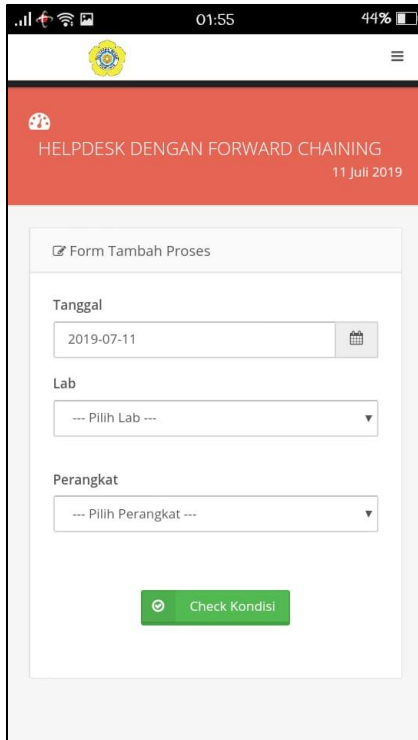 01:55
44%
HELPDESK DENGAN FORWARD CHAINING
11 Juli 2019
Form Tambah Proses
Tanggal
2019-07-11
Lab
--- Pilih Lab ---
Perangkat
--- Pilih Perangkat ---
Check Kondisi